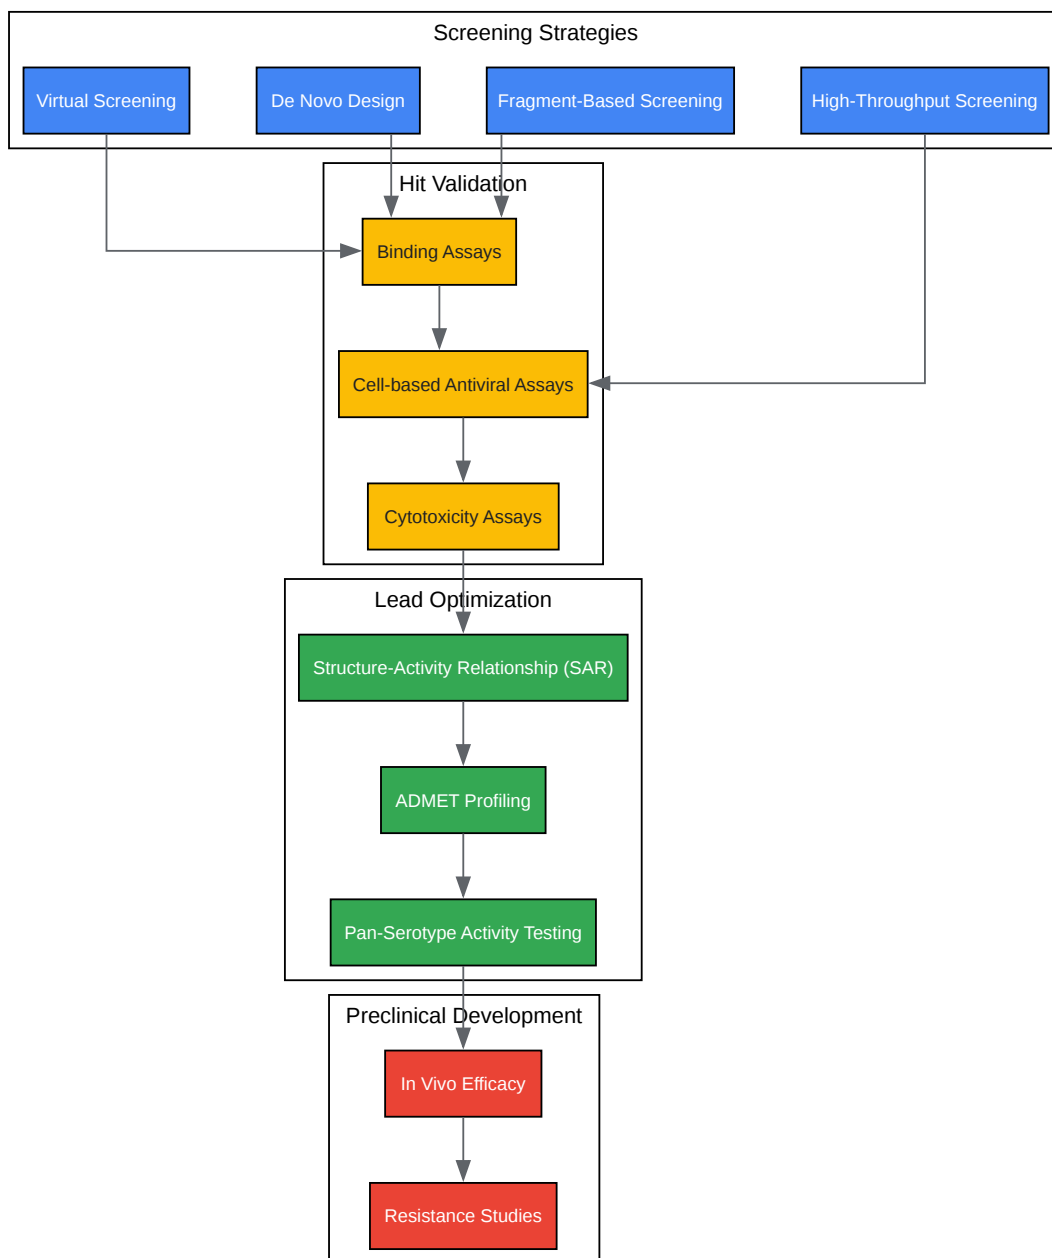 Screening Strategies
Virtual Screening
De Novo Design
Fragment-Based Screening
High-Throughput Screening
Hit Validation
Binding Assays
Cell-based Antiviral Assays
Cytotoxicity Assays
Lead Optimization
Structure-Activity Relationship (SAR)
ADMET Profiling
Pan-Serotype Activity Testing
Preclinical Development
In Vivo Efficacy
Resistance Studies